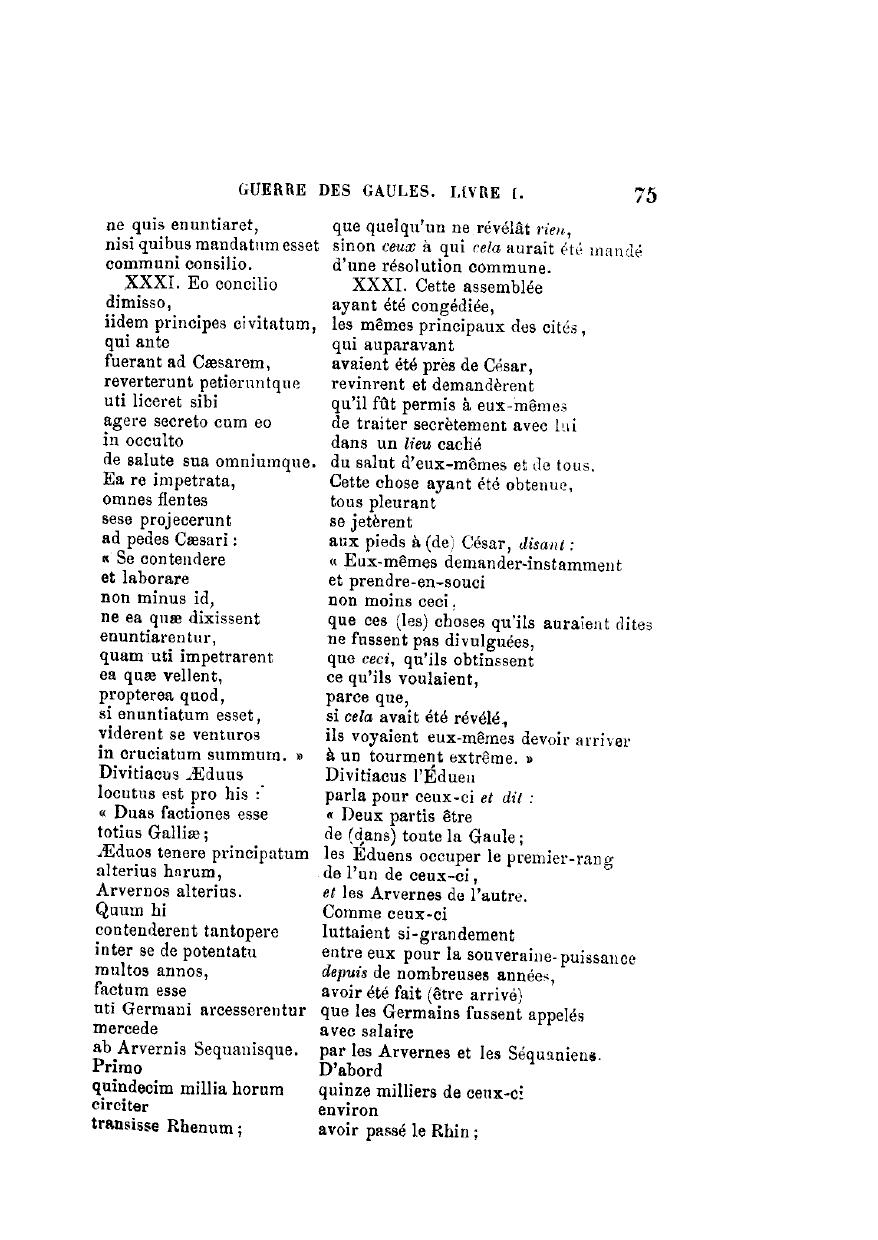 GUERRE DES GAULES. LIVRE I. 75
ne quis enuntiaret, que quelqu'un ne révélât rien,
nisi quibus mandatum esset sinon ceux à qui cela aurait été mandé
communi consilio. d'une résolution commune.
XXXI. Eo concilio XXXI. Cette assemblée
dimisso, ayant été congédiée,
iidem principes civitatum, les mêmes principaux des cités,
qui ante qui auparavant
fuerant ad Cæsarem, avaient été près de César,
reverterunt petieruntque revinrent et demandèrent
uti liceret sibi qu'il fût permis à eux-mêmes
agere secreto cum eo de traiter secrètement avec lui
in occulto dans un lieu caché
de salute sua omniumque. du salut d'eux-mêmes et de tous.
Ea re impetrata, Cette chose ayant été obtenue,
omnes flentes tous pleurant
sese projecerunt se jetèrent
ad pedes Cæsari : aux pieds à (de) César, disant :
« Se contendere « Eux-mêmes demander-instamment
et laborare et prendre-en-souci
non minus id, non moins ceci,
ne ea quæ dixissent que ces (les) choses qu'ils auraient dites
enuntiarentur, ne fussent pas divulguées,
quam uti impetrarent que ceci, qu'ils obtinssent
ea quæ vellent, ce qu'ils voulaient,
propterea quod, parce que,
si enuntiatum esset, si cela avait été révélé,
viderent se venturos ils voyaient eux-mêmes devoir arriver
in cruciatum summum. » à un tourment extrême. »
Divitiacus Æduus Divitiacus l'Éduen
locutus est pro his : parla pour ceux-ci et dit :
« Duas factiones esse « Deux partis être
totius Galliæ ; de (dans) toute la Gaule ;
Æduos tenere principatum les Éduens occuper le premier-rang
alterius harum, de l'un de ceux-ci,
Arvernos alterius. et les Arvernes de l'autre.
Quum hi Comme ceux-ci
contenderent tantopere luttaient si-grandement
inter se de potentatu entre eux pour la souveraine-puissance
multos annos, depuis de nombreuses années,
factum esse avoir été fait (être arrivé)
uti Germani arcesserentur que les Germains fussent appelés
mercede avec salaire
ab Arvernis Sequanisque. par les Arvernes et les Séquaniens.
Primo D'abord
quindecim millia horum quinze milliers de ceux-ci
circiter environ
transisse Rhenum ; avoir passé le Rhin ;